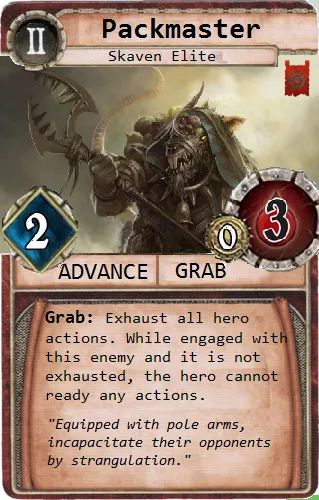 II
Packmaster
Skaven Elite
2
0
3
ADVANCE GRAB
Grab: Exhaust all hero
actions. While engaged with
this enemy and it is not
exhausted, the hero cannot
ready any actions.
"Equipped with pole arms,
incapacitate their opponents
by strangulation."